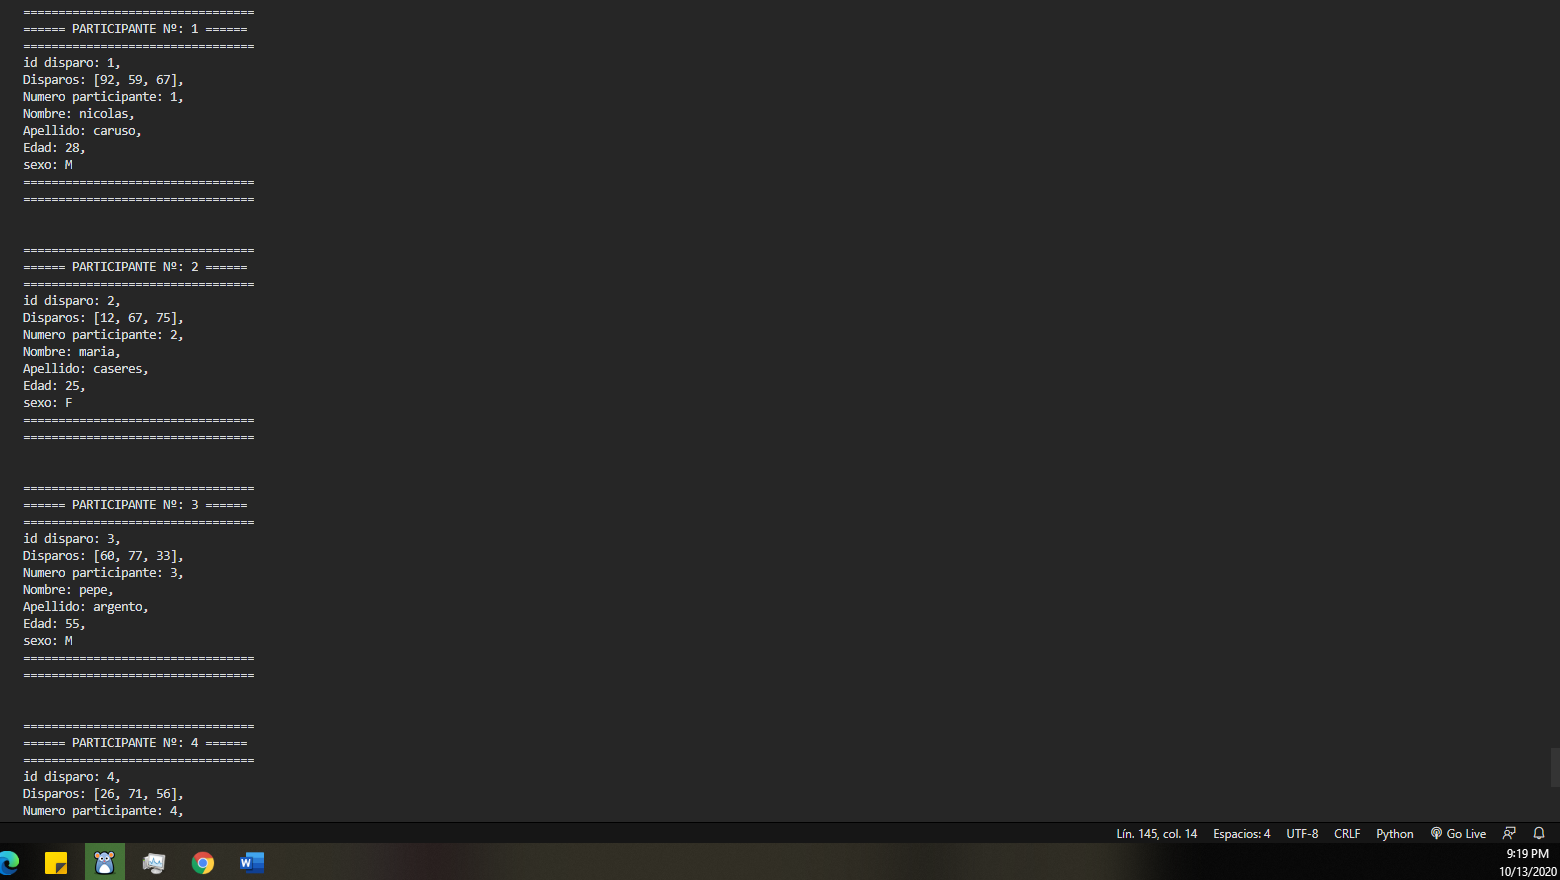 =================================
====== PARTICIPANTE Nº: 1 ======
=================================
id disparo: 1,
Disparos: [92, 59, 67],
Numero participante: 1,
Nombre: nicolas,
Apellido: caruso,
Edad: 28,
sexo: M
=================================
=================================
=================================
====== PARTICIPANTE Nº: 2 ======
=================================
id disparo: 2,
Disparos: [12, 67, 75],
Numero participante: 2,
Nombre: maria,
Apellido: caseres,
Edad: 25,
sexo: F
=================================
=================================
=================================
====== PARTICIPANTE Nº: 3 ======
=================================
id disparo: 3,
Disparos: [60, 77, 33],
Numero participante: 3,
Nombre: pepe,
Apellido: argento,
Edad: 55,
sexo: M
=================================
=================================
=================================
====== PARTICIPANTE Nº: 4 ======
=================================
id disparo: 4,
Disparos: [26, 71, 56],
Numero participante: 4,
Lín. 145, col. 14 Espacios: 4 UTF-8 CRLF Python Go Live
W
9:19 PM
10/13/2020